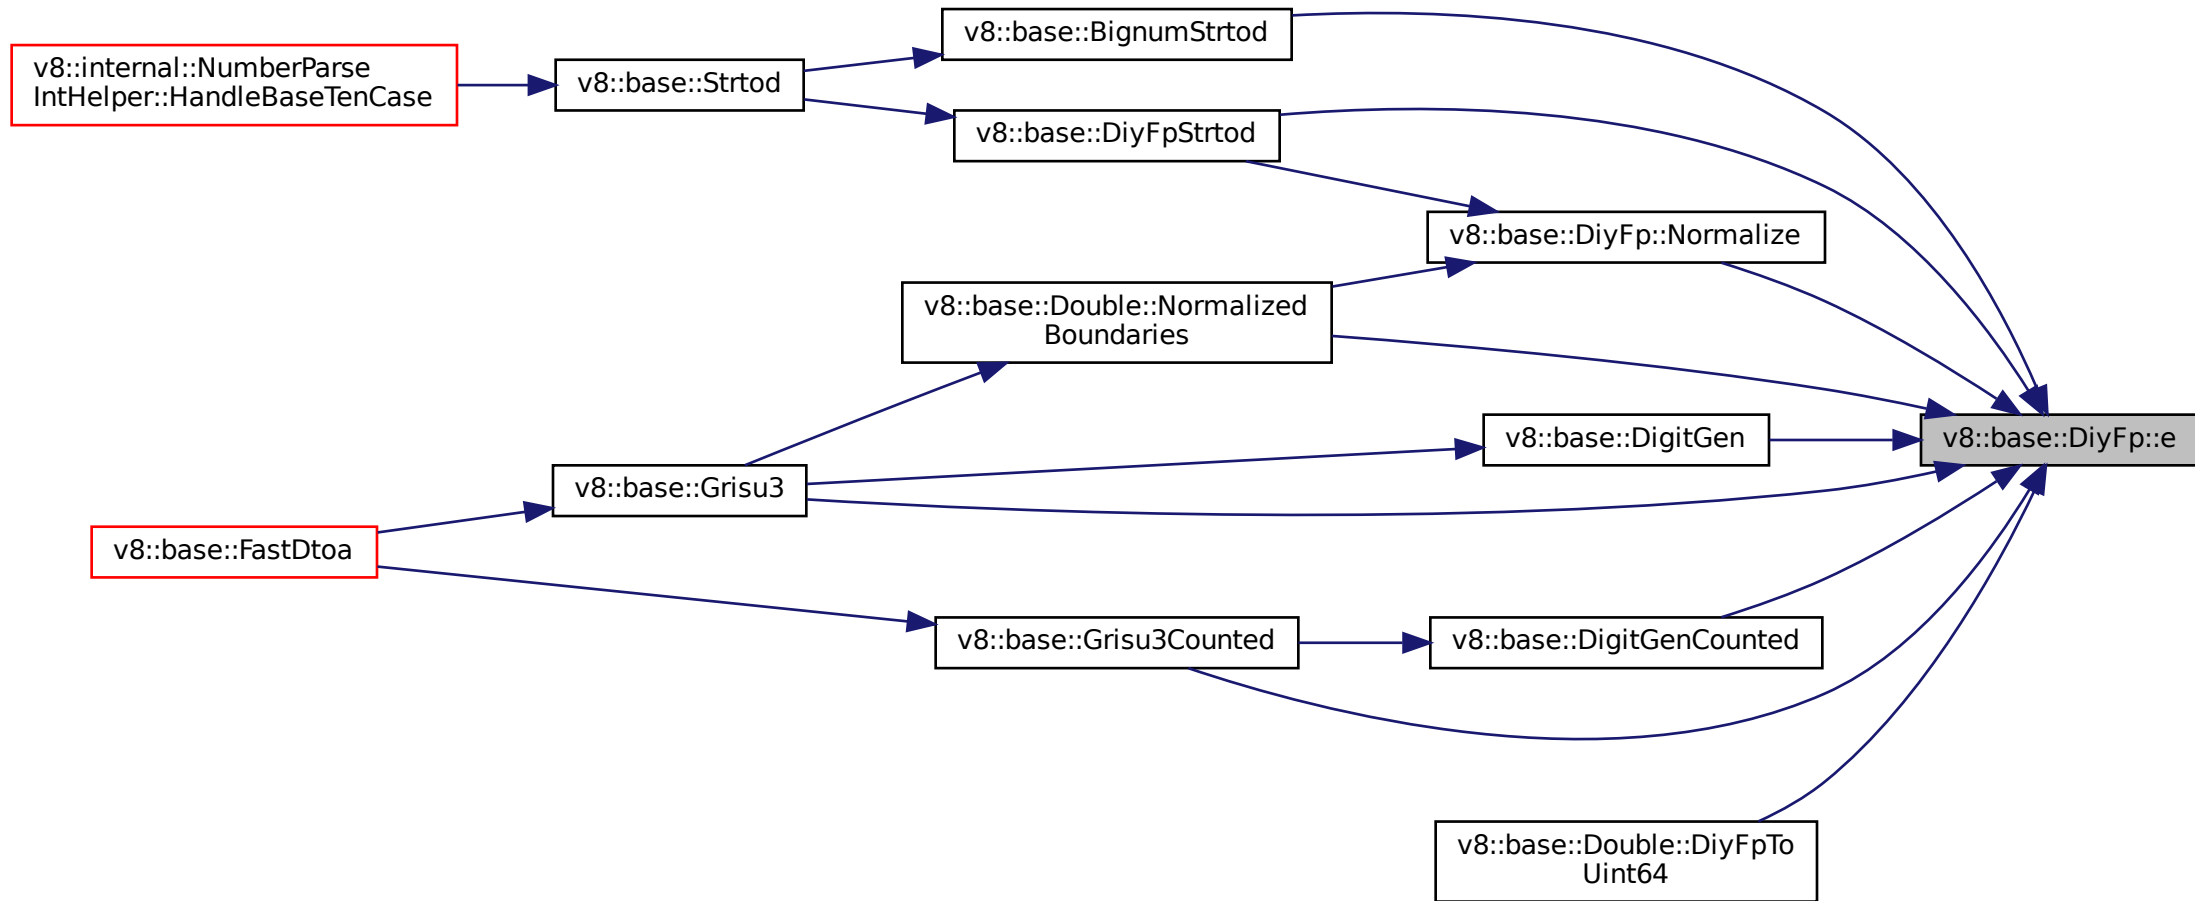 v8::base::BignumStrtod
v8::internal::NumberParse
IntHelper::HandleBaseTenCase
v8::base::Strtod
v8::base::DiyFpStrtod
v8::base::DiyFp::Normalize
v8::base::Double::Normalized
Boundaries
v8::base::DigitGen
v8::base::DiyFp::e
v8::base::Grisu3
v8::base::FastDtoa
v8::base::Grisu3Counted
v8::base::DigitGenCounted
v8::base::Double::DiyFpTo
Uint64